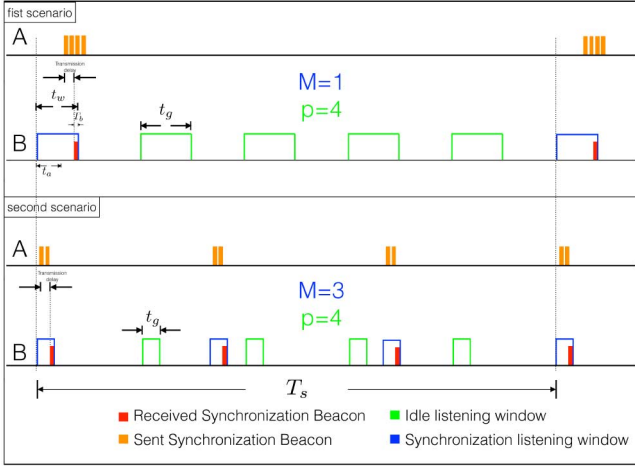 fist scenario
A
Transmission
delay
M=1
t_w
p=4
t_g
T_b
B
t_a
second scenario
A
Transmission
delay
M=3
p=4
t_g
B
T_s
Received Synchronization Beacon
Idle listening window
Sent Synchronization Beacon
Synchronization listening window